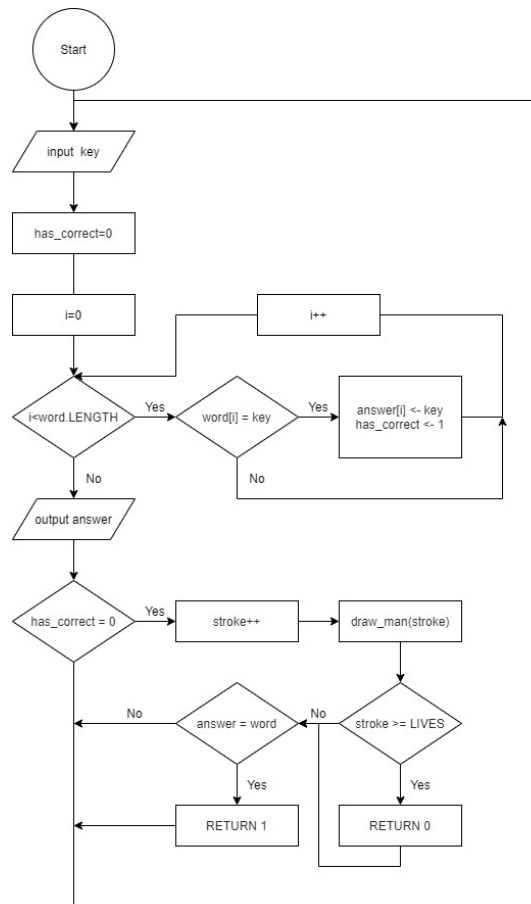 Start
input key
has_correct=0
i=0
i++
i<word.LENGTH
Yes
word[i] = key
Yes
answer[i] <- key
has_correct <- 1
No
No
output answer
has_correct = 0
Yes
stroke++
draw_man(stroke)
No
answer = word
No
stroke >= LIVES
Yes
Yes
RETURN 1
RETURN 0